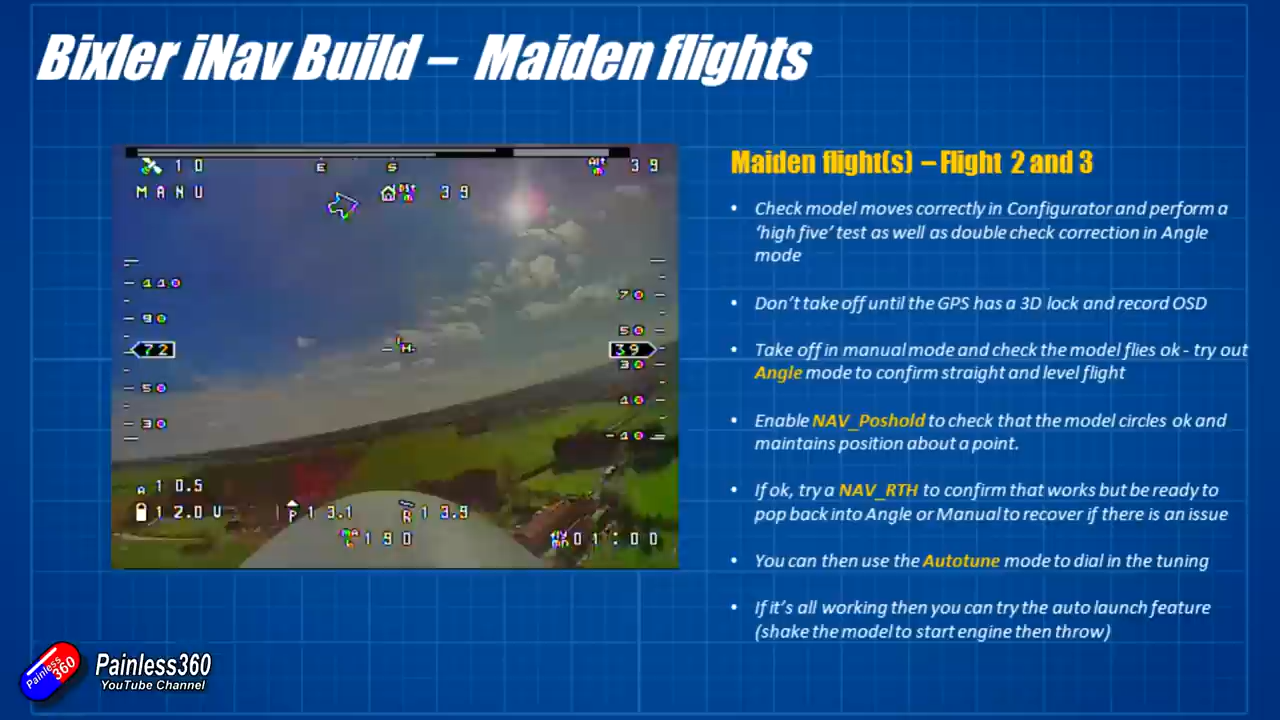 Bixler iNav Build – Maiden flights
10 E S Alt m 39
MANU Dst m 39
Maiden flight(s) – Flight 2 and 3
• Check model moves correctly in Configurator and perform a
‘high five’ test as well as double check correction in Angle
mode
• Don’t take off until the GPS has a 3D lock and record OSD
• Take off in manual mode and check the model flies ok - try out
Angle mode to confirm straight and level flight
• Enable NAV_Poshold to check that the model circles ok and
maintains position about a point.
• If ok, try a NAV_RTH to confirm that works but be ready to
pop back into Angle or Manual to recover if there is an issue
• You can then use the Autotune mode to dial in the tuning
• If it’s all working then you can try the auto launch feature
(shake the model to start engine then throw)
70
90 50
72 H 39
50 30
30 -10
A 10.5
12.0 V P 13.1 R 13.9
190 01:00
Painless360
Painless360
YouTube Channel